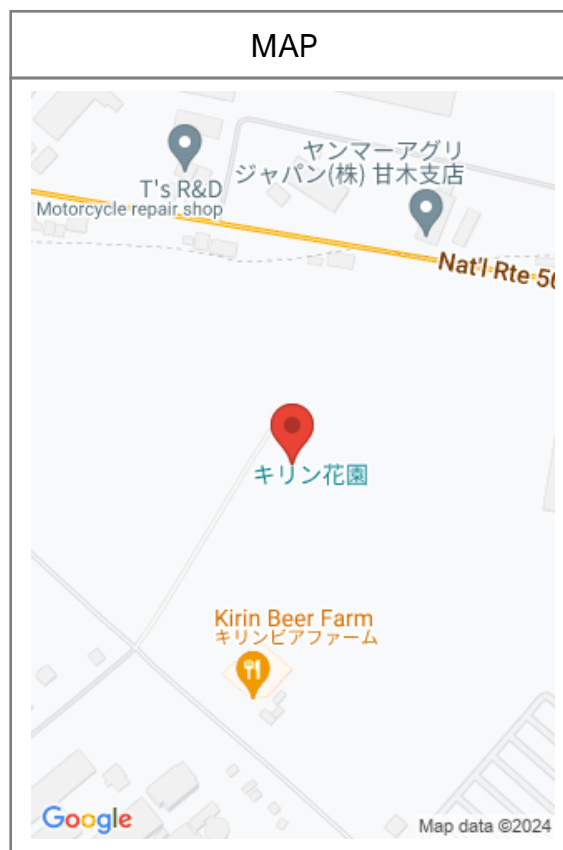 MAP
ヤンマーアグリ
ジャパン(株) 甘木支店
T's R&D
Motorcycle repair shop
Nat'l Rte 50
キリン花園
Kirin Beer Farm
キリンビアファーム
Google
Map data ©2024